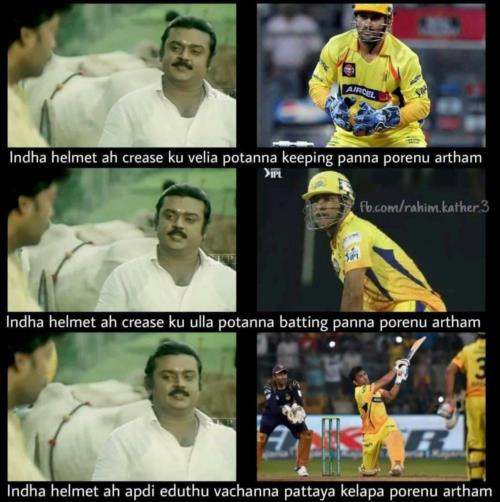 AIRCEL
Indha helmet ah crease ku velia potanna keeping panna porenu artham
IPL
fb.com/rahim.kather.3
Indha helmet ah crease ku ulla potanna batting panna porenu artham
3
Indha helmet ah apdi eduthu vachanna pattaya kelapa porenu artham